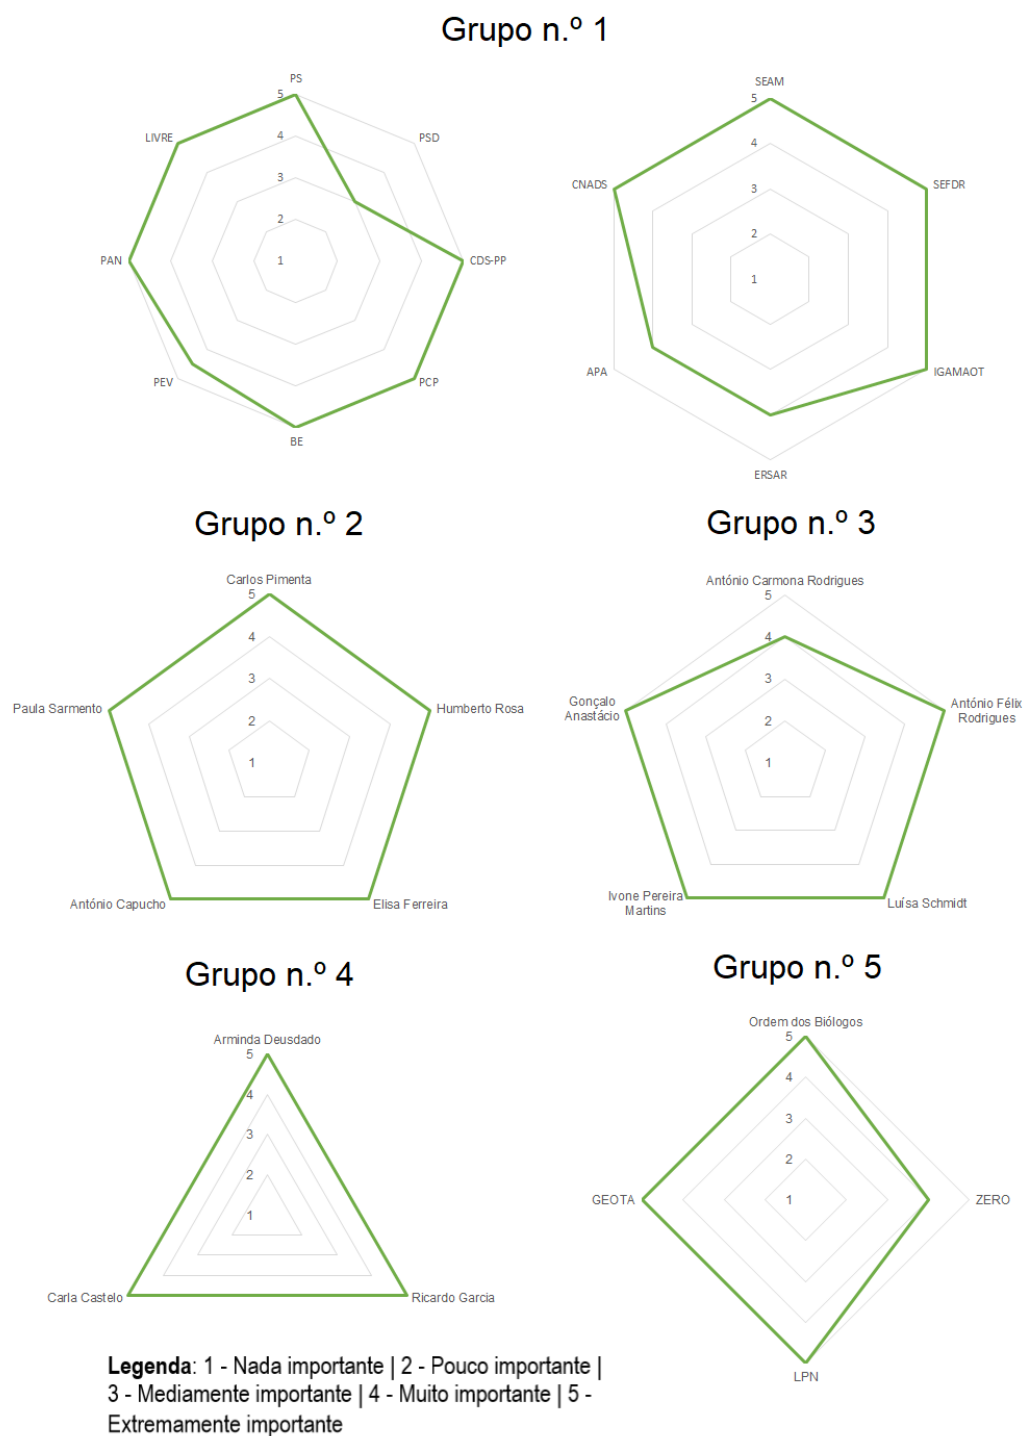 Grupo n.º 1
PS
5
4
3
2
1
PSD
CDS-PP
PCP
BE
PEV
PAN
LIVRE
SEAM
5
4
3
2
1
SEFDR
IGAMAOT
ERSAR
APA
CNADS
Grupo n.º 2
Carlos Pimenta
5
4
3
2
1
Humberto Rosa
Elisa Ferreira
António Capucho
Paula Sarmento
Grupo n.º 3
António Carmona Rodrigues
5
4
3
2
1
António Félix
Rodrigues
Luísa Schmidt
Ivone Pereira
Martins
Gonçalo
Anastácio
Grupo n.º 4
Arminda Deusdado
5
4
3
2
1
Ricardo Garcia
Carla Castelo
Grupo n.º 5
Ordem dos Biólogos
5
4
3
2
1
ZERO
LPN
GEOTA
Legenda: 1 - Nada importante | 2 - Pouco importante |
3 - Mediamente importante | 4 - Muito importante | 5 -
Extremamente importante